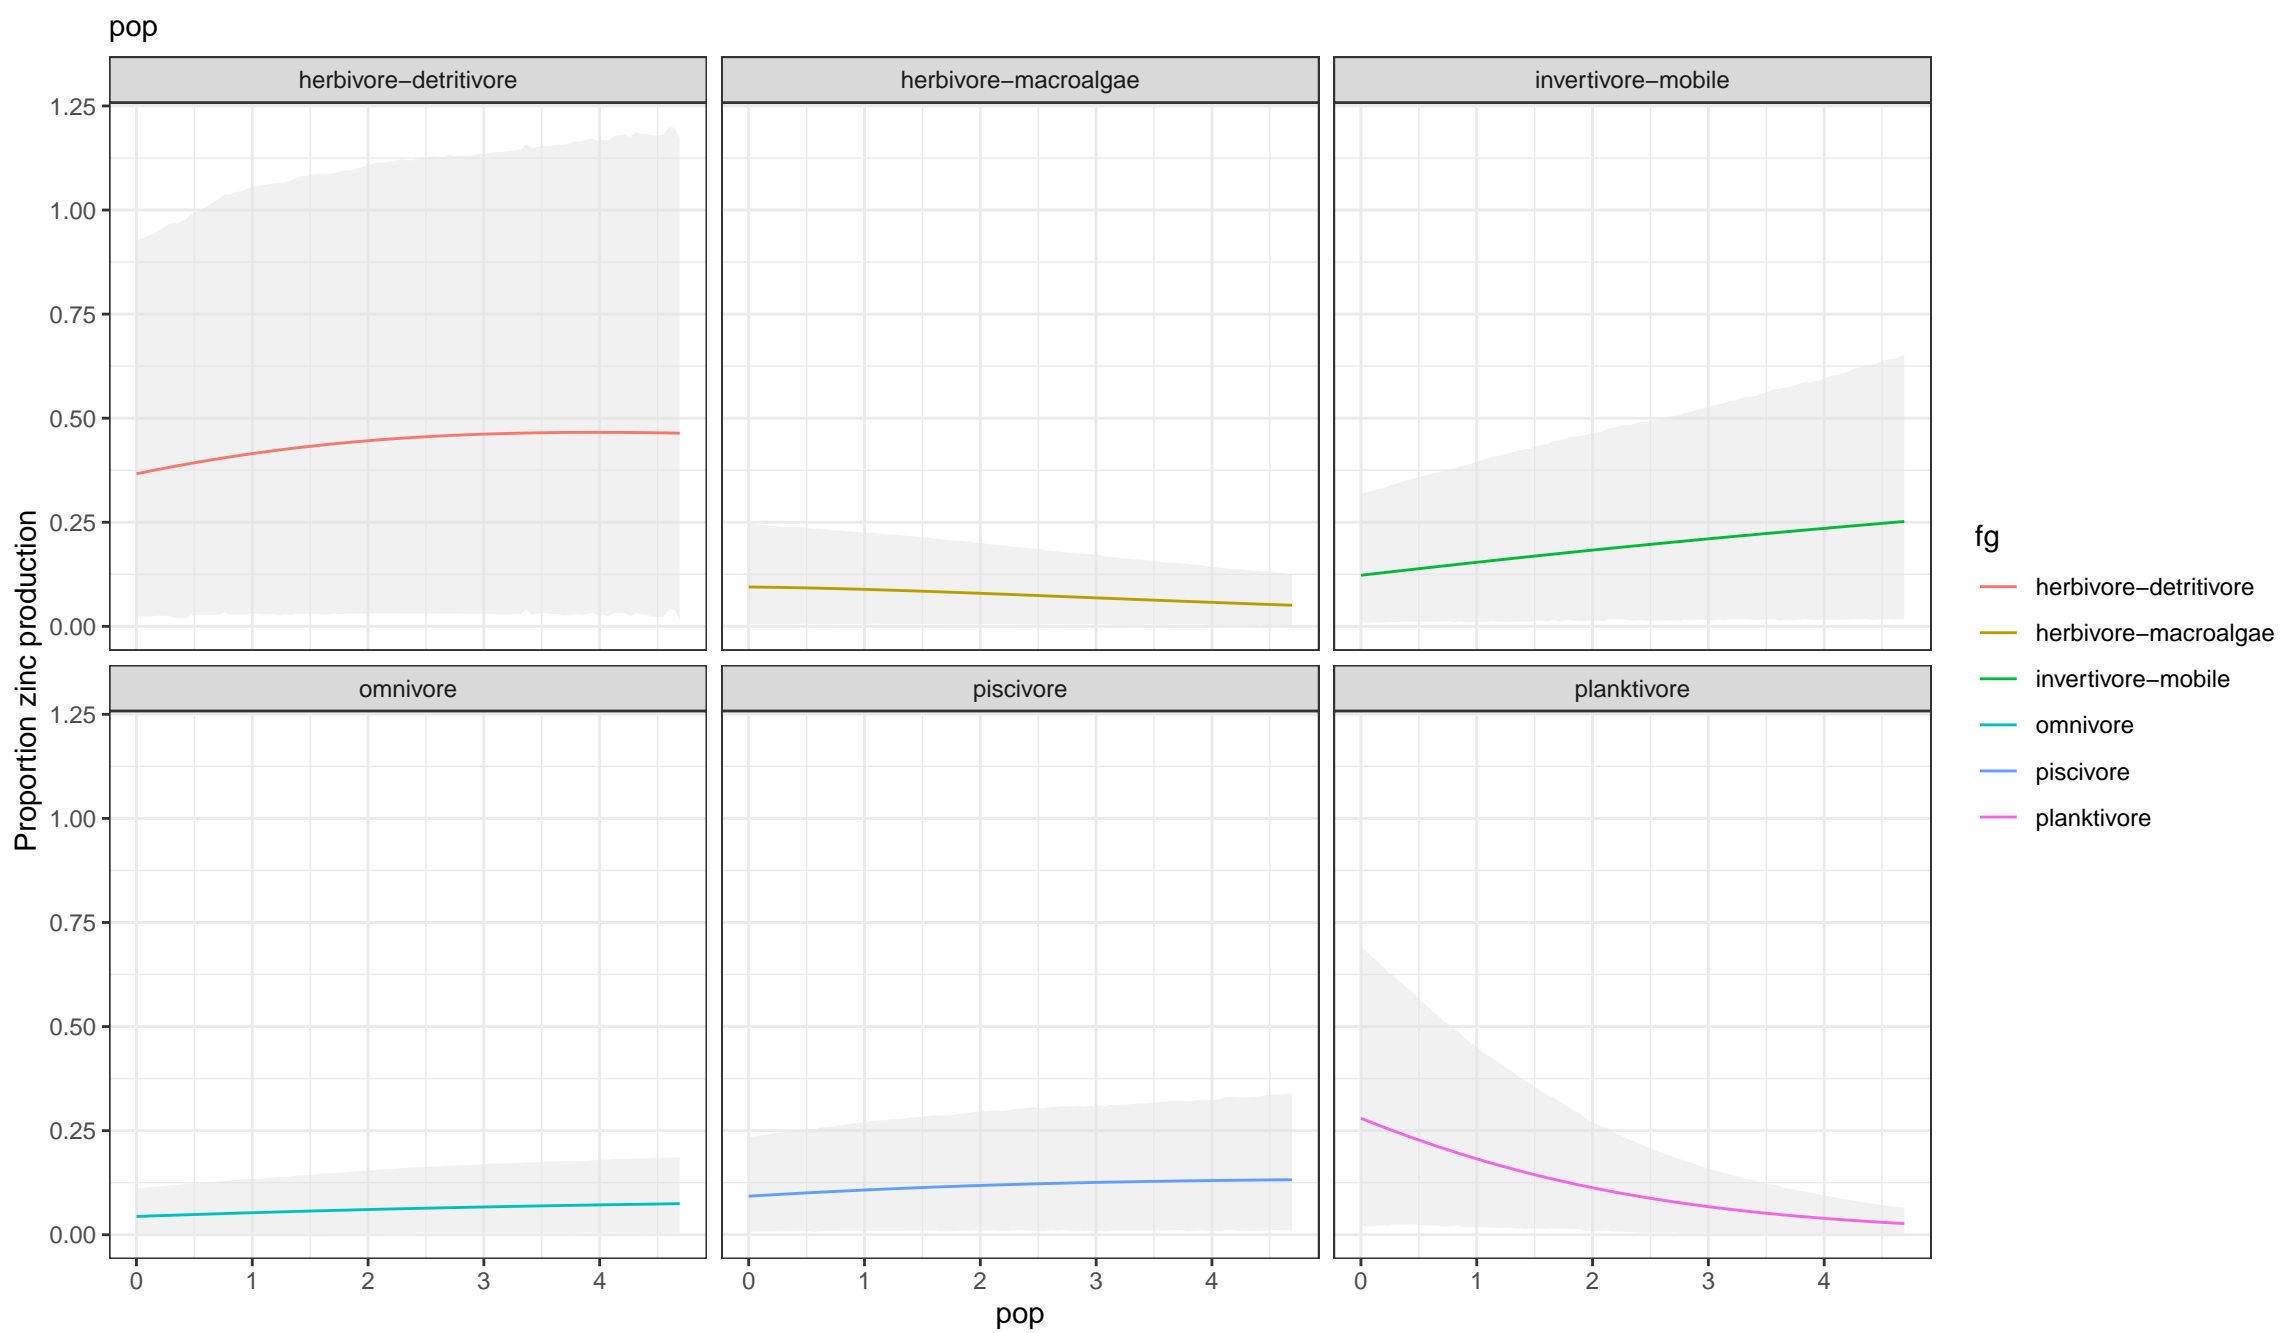 pop
herbivore−detritivore
herbivore−macroalgae
invertivore−mobile
1.25
1.00
0.75
0.50
0.25
0.00
omnivore
piscivore
planktivore
1.25
1.00
0.75
0.50
0.25
0.00
0 1 2 3 4
0 1 2 3 4
0 1 2 3 4
pop
Proportion zinc production
fg
herbivore−detritivore
herbivore−macroalgae
invertivore−mobile
omnivore
piscivore
planktivore